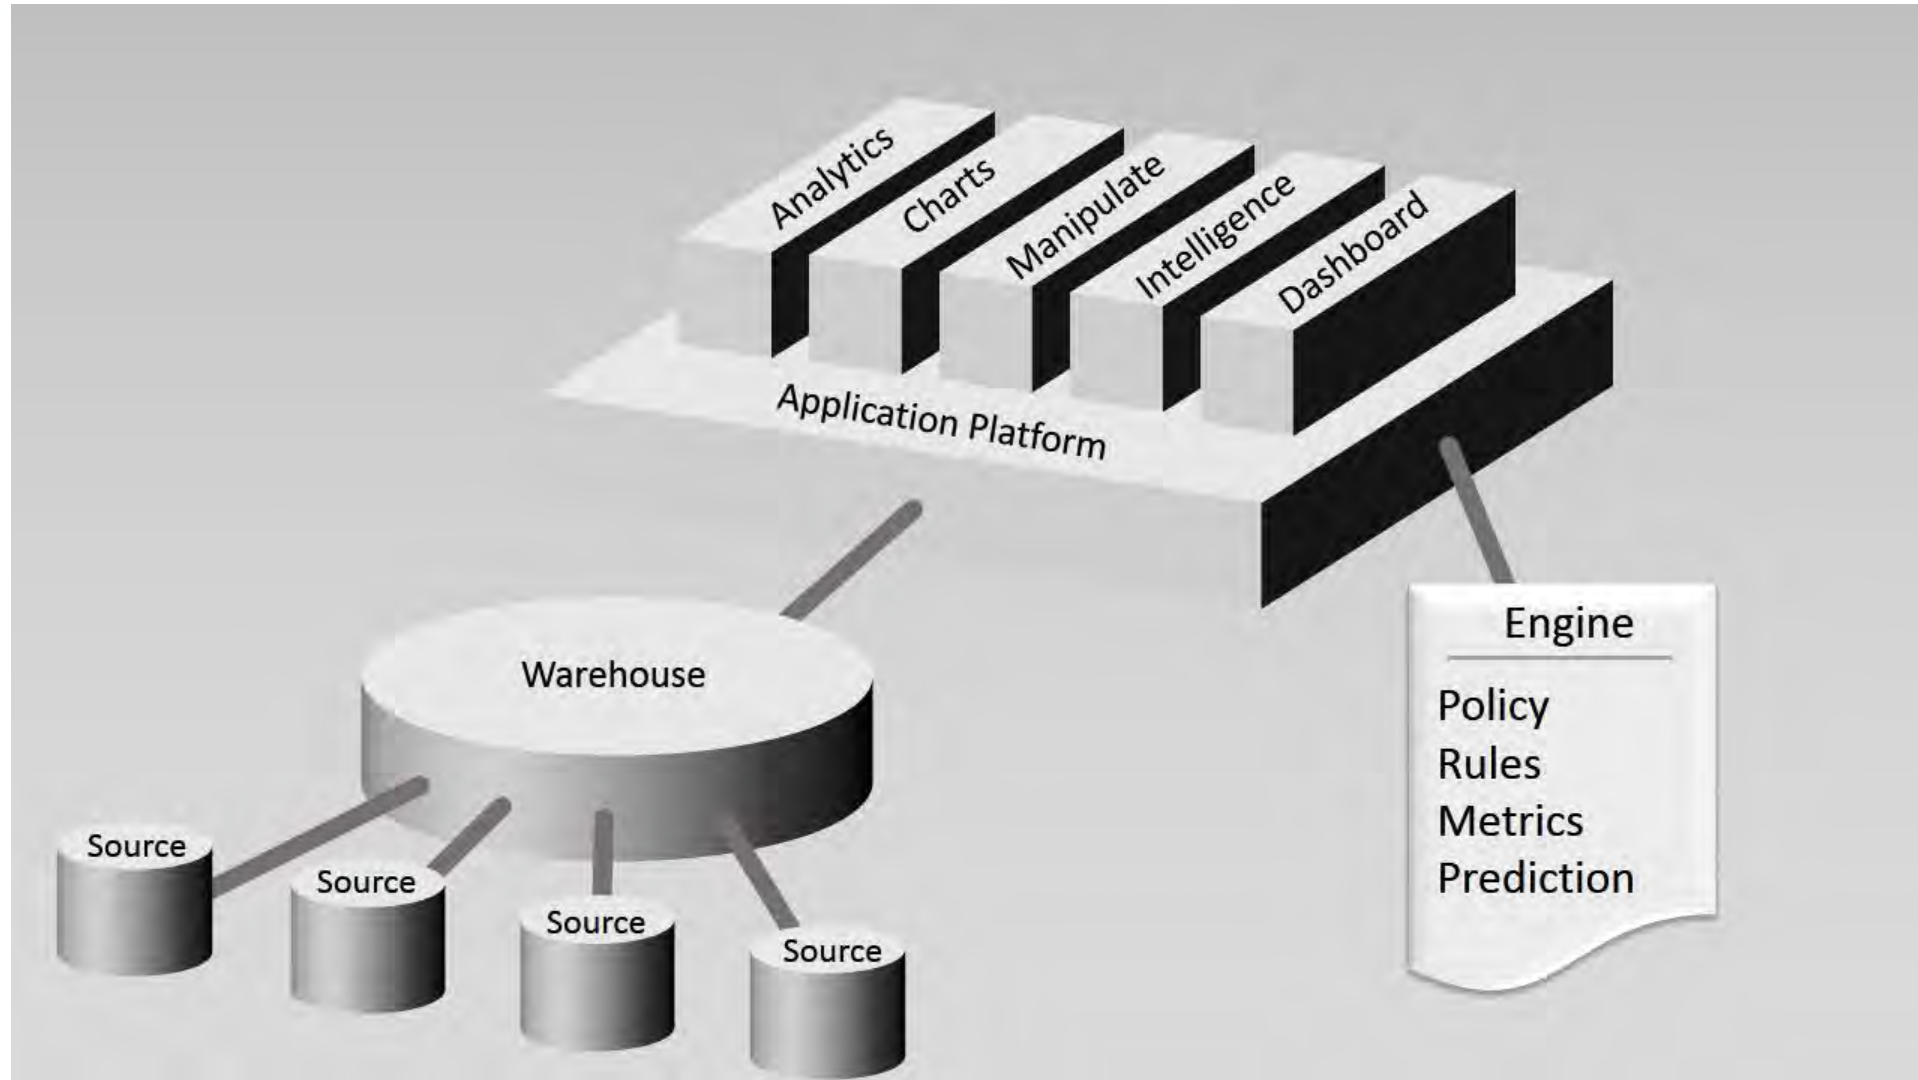 Analytics
Charts
Manipulate
Intelligence
Dashboard
Application Platform
Warehouse
Source
Source
Source
Source
Engine
Policy
Rules
Metrics
Prediction